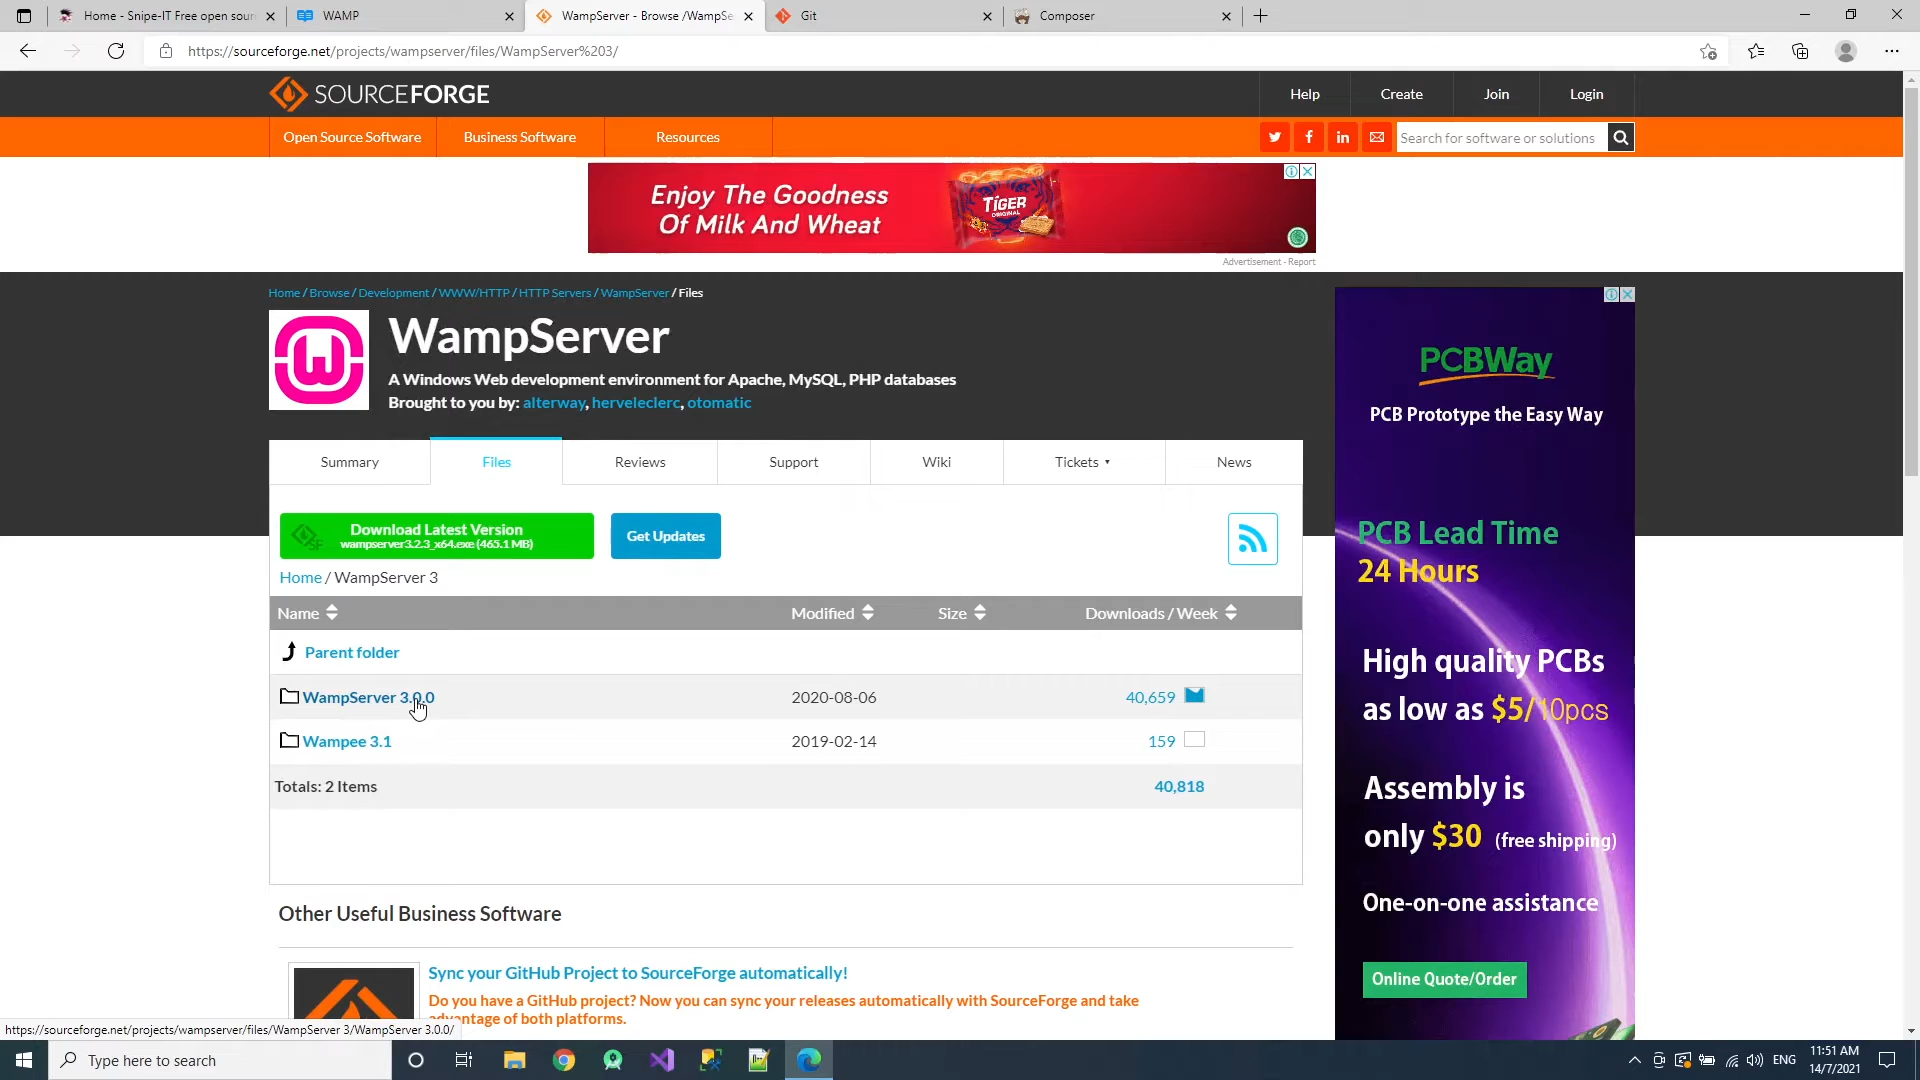 Home - Snipe-IT Free open sour
WAMP
WampServer - Browse /WampSe
Git
Composer
https://sourceforge.net/projects/wampserver/files/WampServer%203/
SOURCEFORGE
Help
Create
Join
Login
Open Source Software
Business Software
Resources
Search for software or solutions
Enjoy The Goodness
Of Milk And Wheat
TIGER
ORIGINAL
Advertisement - Report
Home / Browse / Development / WWW/HTTP / HTTP Servers / WampServer / Files
WampServer
A Windows Web development environment for Apache, MySQL, PHP databases
Brought to you by: alterway, herveleclerc, otomatic
Summary
Files
Reviews
Support
Wiki
Tickets
News
Download Latest Version
wampserver3.2.3_x64.exe (465.1 MB)
Get Updates
Home / WampServer 3
Name
Modified
Size
Downloads / Week
Parent folder
WampServer 3.0.0
2020-08-06
40,659
Wampee 3.1
2019-02-14
159
Totals: 2 Items
40,818
PCBWay
PCB Prototype the Easy Way
PCB Lead Time
24 Hours
High quality PCBs
as low as $5/10pcs
Assembly is
only $30 (free shipping)
One-on-one assistance
Online Quote/Order
Other Useful Business Software
Sync your GitHub Project to SourceForge automatically!
Do you have a GitHub project? Now you can sync your releases automatically with SourceForge and take
advantage of both platforms.
https://sourceforge.net/projects/wampserver/files/WampServer 3/WampServer 3.0.0/
Type here to search
ENG
11:51 AM
14/7/2021